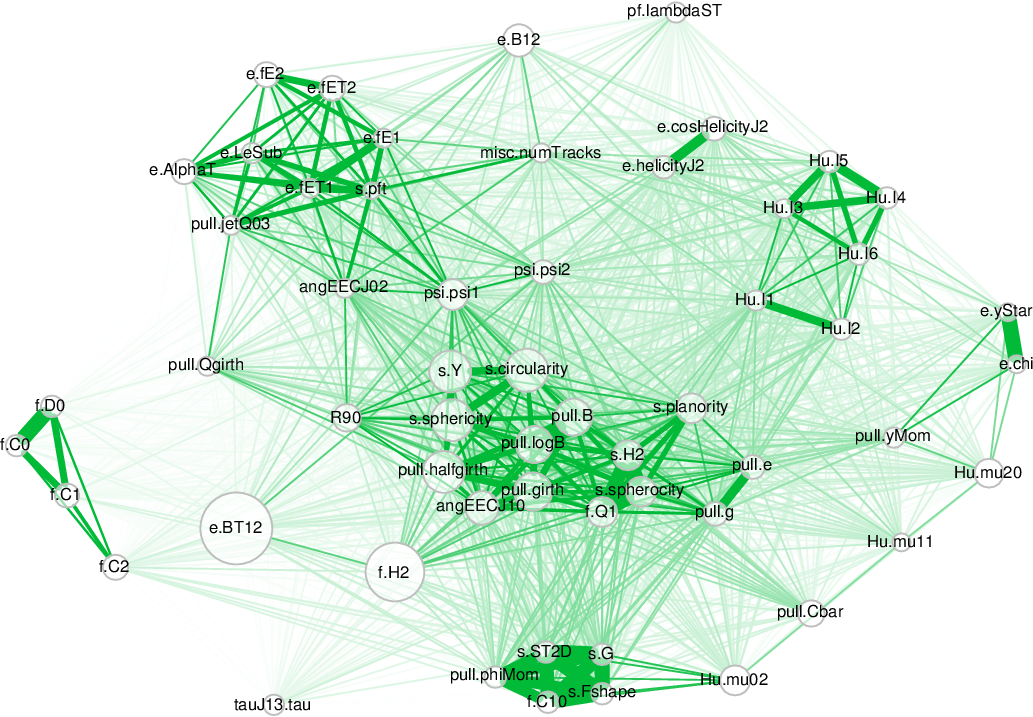 pf.lambdaST
e.B12
e.fE2
e.fET2
e.cosHelicityJ2
e.fE1
e.LeSub
misc.numTracks
e.helicityJ2
Hu.I5
e.AlphaT
e.fET1
s.pft
Hu.I4
Hu.I3
pull.jetQ03
Hu.I6
psi.psi2
angEECJ02
psi.psi1
Hu.I1
e.yStar
Hu.I2
pull.Qgirth
s.Y
s.circularity
e.chi
f.D0
s.planority
R90
s.sphericity
pull.B
f.C0
pull.logB
pull.yMom
s.H2
pull.halfgirth
pull.e
Hu.mu20
f.C1
pull.girth
s.spherocity
angEECJ10
f.Q1
pull.g
e.BT12
Hu.mu11
f.C2
f.H2
pull.Cbar
s.ST2D
s.G
pull.phiMom
Hu.mu02
s.Fshape
f.C10
tauJ13.tau